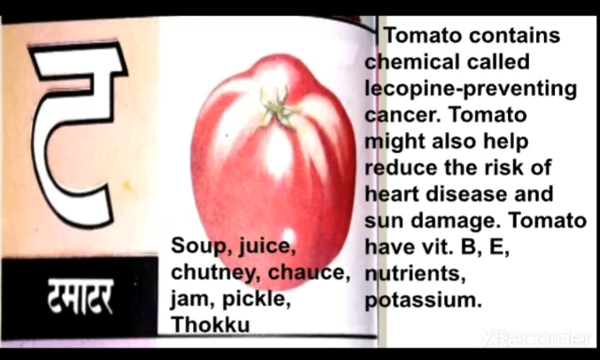 ट
टमाटर
Soup, juice,
chutney, chauce,
jam, pickle,
Thokku
Tomato contains
chemical called
lecopine-preventing
cancer. Tomato
might also help
reduce the risk of
heart disease and
sun damage. Tomato
have vit. B, E,
nutrients,
potassium.
XRecorder